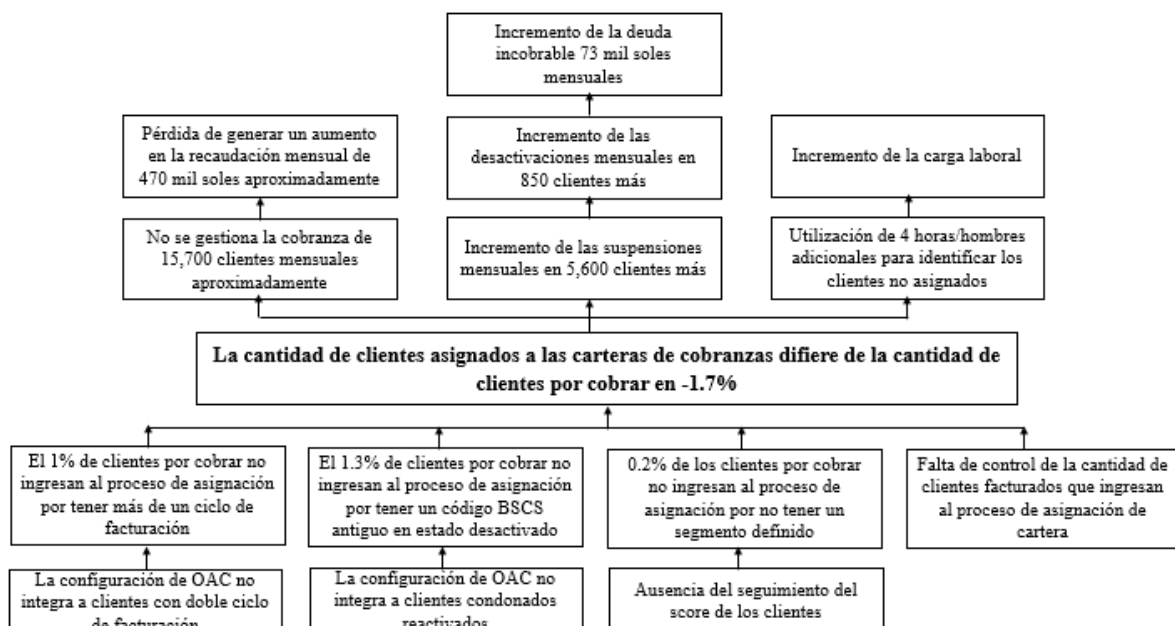 Incremento de la deuda
incobrable 73 mil soles
mensuales
Pérdida de generar un aumento
en la recaudación mensual de
470 mil soles aproximadamente
Incremento de las
desactivaciones mensuales en
850 clientes más
Incremento de la carga laboral
No se gestiona la cobranza de
15,700 clientes mensuales
aproximadamente
Incremento de las suspensiones
mensuales en 5,600 clientes más
Utilización de 4 horas/hombres
adicionales para identificar los
clientes no asignados
La cantidad de clientes asignados a las carteras de cobranzas difiere de la cantidad de
clientes por cobrar en -1.7%
El 1% de clientes por cobrar no
ingresan al proceso de asignación
por tener más de un ciclo de
facturación
El 1.3% de clientes por cobrar no
ingresan al proceso de asignación
por tener un código BSCS
antiguo en estado desactivado
0.2% de los clientes por cobrar
no ingresan al proceso de
asignación por no tener un
segmento definido
Falta de control de la cantidad de
clientes facturados que ingresan
al proceso de asignación de
cartera
La configuración de OAC no
integra a clientes con doble ciclo
de facturación
La configuración de OAC no
integra a clientes condonados
reactivados
Ausencia del seguimiento del
score de los clientes